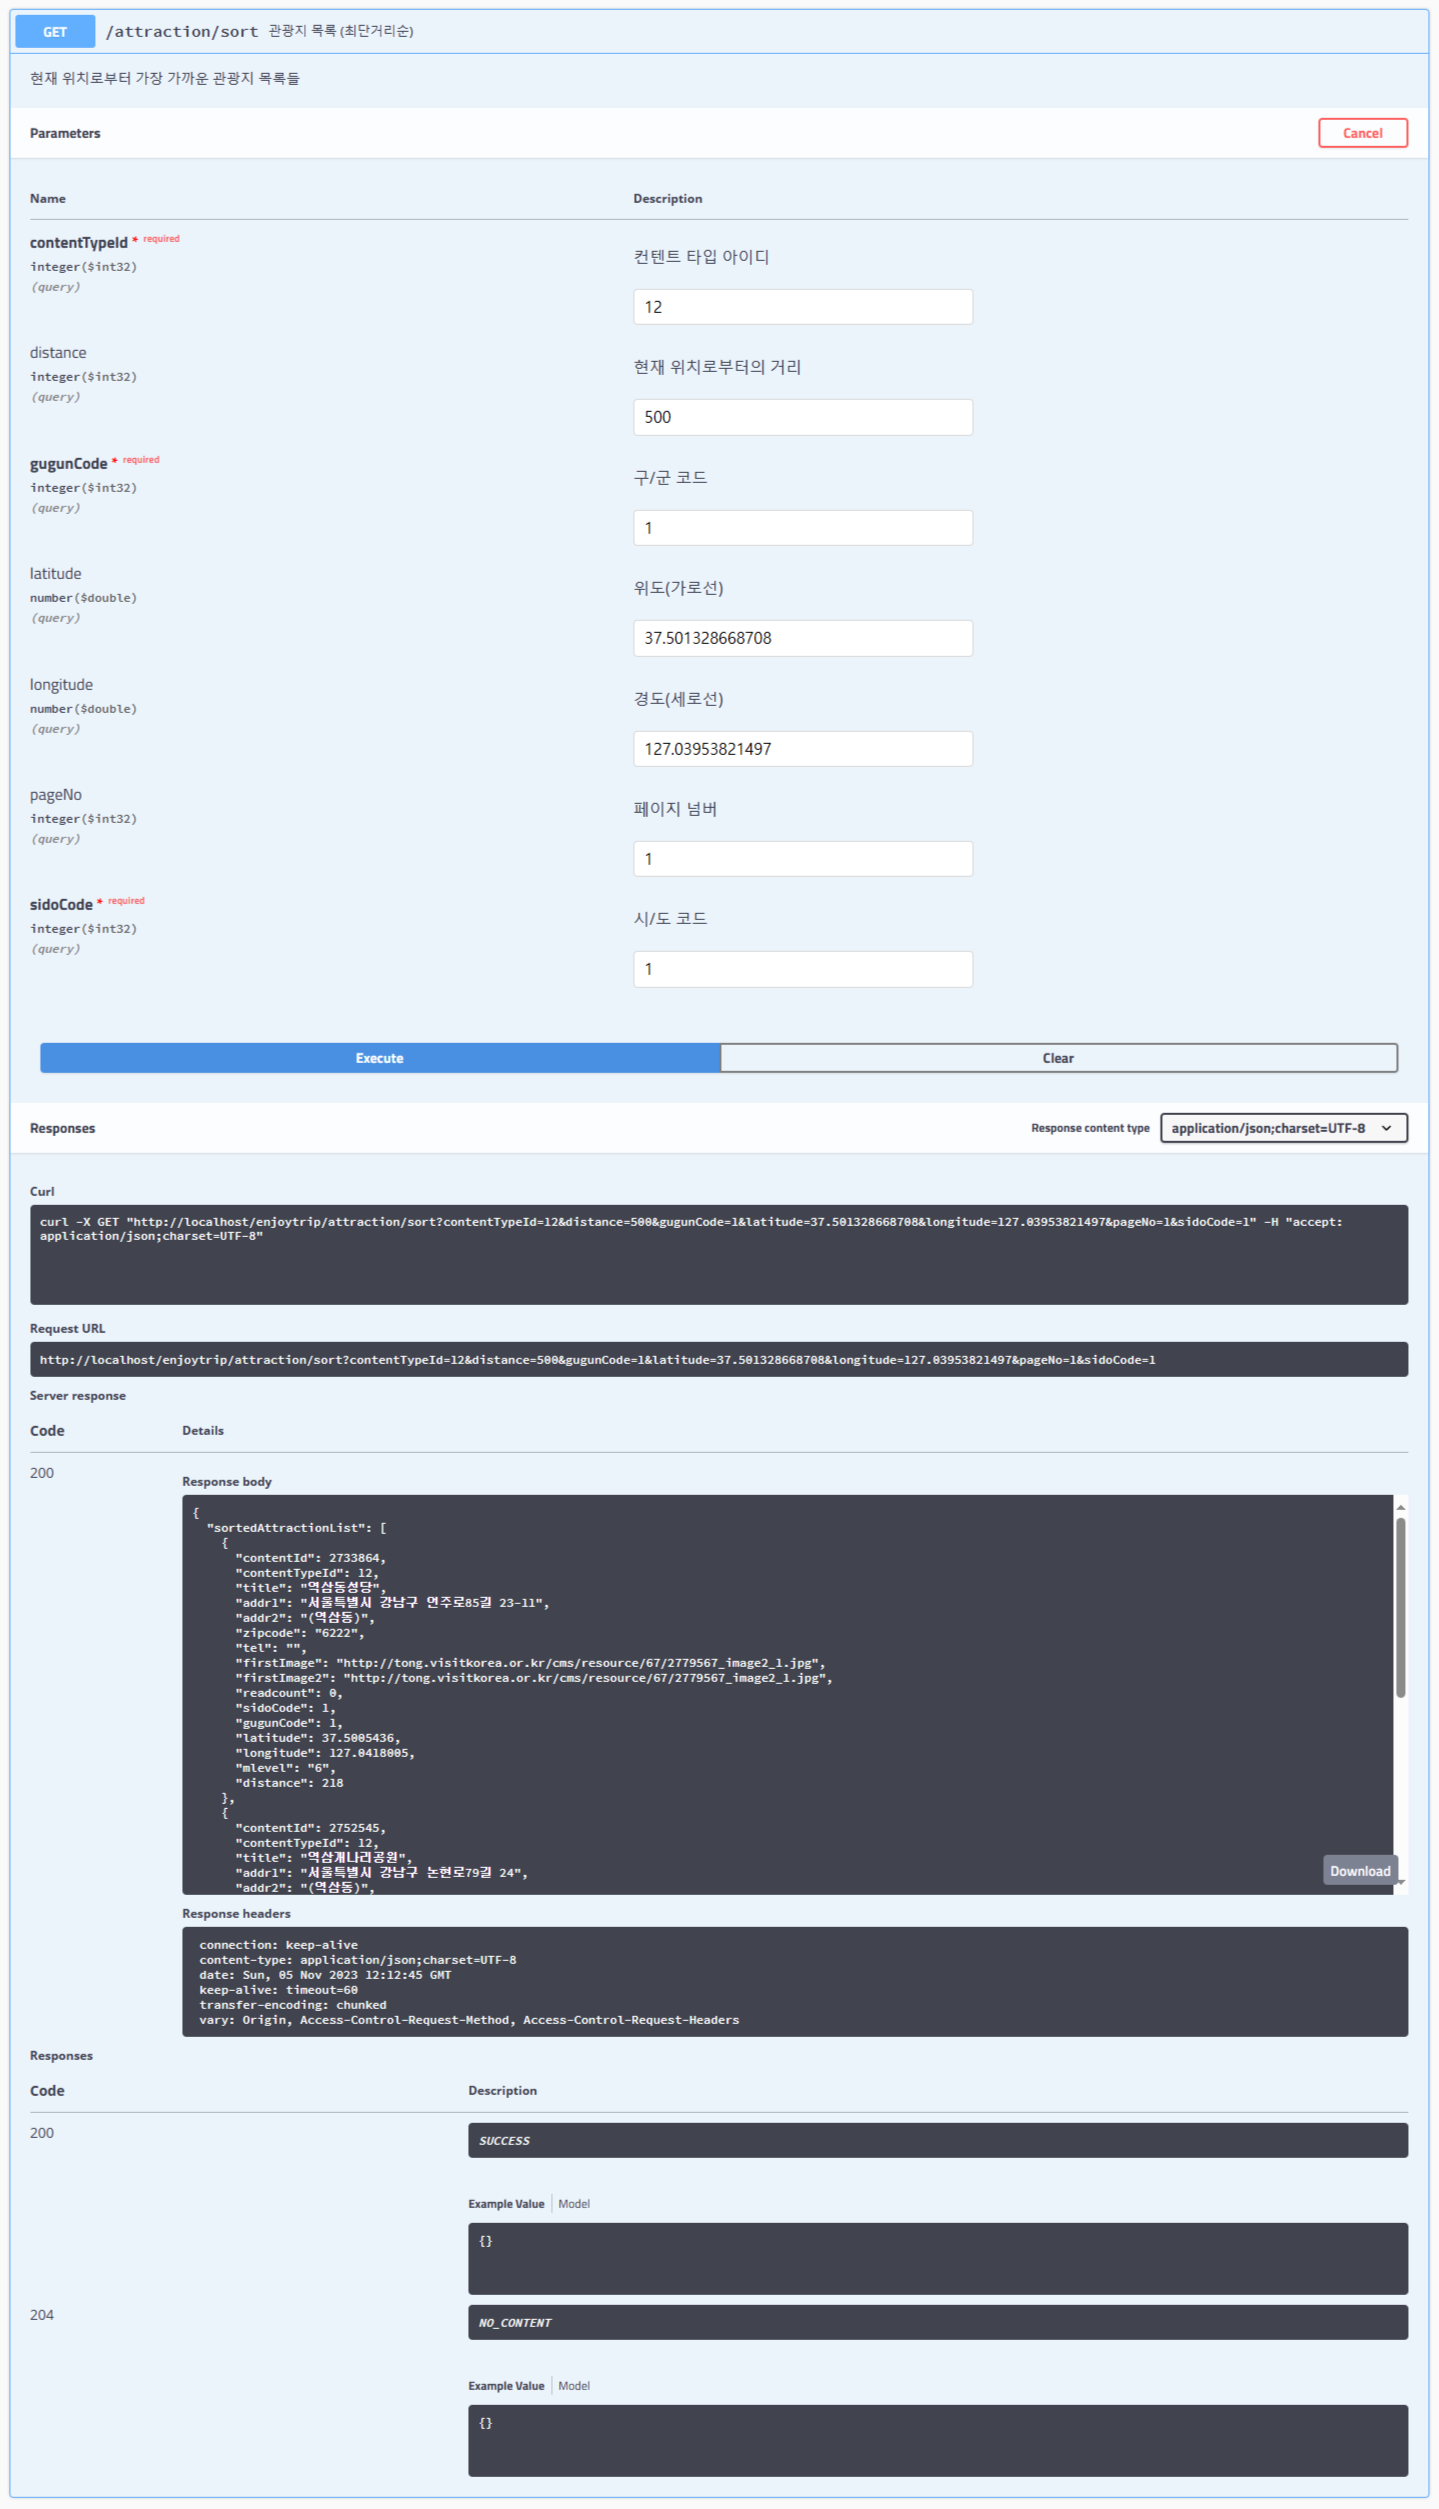 GET /attraction/sort 관광지 목록 (최단거리순)
현재 위치로부터 가장 가까운 관광지 목록들
Parameters
Cancel
Name Description
contentTypeId * required
integer($int32)
(query)
컨텐트 타입 아이디
12
distance
integer($int32)
(query)
현재 위치로부터의 거리
500
gugunCode * required
integer($int32)
(query)
구/군 코드
1
latitude
number($double)
(query)
위도(가로선)
37.501328668708
longitude
number($double)
(query)
경도(세로선)
127.03953821497
pageNo
integer($int32)
(query)
페이지 넘버
1
sidoCode * required
integer($int32)
(query)
시/도 코드
1
Execute Clear
Responses Response content type application/json;charset=UTF-8
Curl
curl -X GET "http://localhost/enjoytrip/attraction/sort?contentTypeId=12&distance=500&gugunCode=1&latitude=37.501328668708&longitude=127.03953821497&pageNo=1&sidoCode=1" -H "accept:
application/json;charset=UTF-8"
Request URL
http://localhost/enjoytrip/attraction/sort?contentTypeId=12&distance=500&gugunCode=1&latitude=37.501328668708&longitude=127.03953821497&pageNo=1&sidoCode=1
Server response
Code Details
200
Response body
{
"sortedAttractionList": [
{
"contentId": 2733864,
"contentTypeId": 12,
"title": "역삼동성당",
"addr1": "서울특별시 강남구 언주로85길 23-11",
"addr2": "(역삼동)",
"zipcode": "6222",
"tel": "",
"firstImage": "http://tong.visitkorea.or.kr/cms/resource/67/2779567_image2_1.jpg",
"firstImage2": "http://tong.visitkorea.or.kr/cms/resource/67/2779567_image2_1.jpg",
"readcount": 0,
"sidoCode": 1,
"gugunCode": 1,
"latitude": 37.5005436,
"longitude": 127.0418005,
"mlevel": "6",
"distance": 218
},
{
"contentId": 2752545,
"contentTypeId": 12,
"title": "역삼개나리공원",
"addr1": "서울특별시 강남구 논현로79길 24",
"addr2": "(역삼동)",
Download
Response headers
connection: keep-alive
content-type: application/json;charset=UTF-8
date: Sun, 05 Nov 2023 12:12:45 GMT
keep-alive: timeout=60
transfer-encoding: chunked
vary: Origin, Access-Control-Request-Method, Access-Control-Request-Headers
Responses
Code Description
200
SUCCESS
Example Value Model
{}
204
NO_CONTENT
Example Value Model
{}